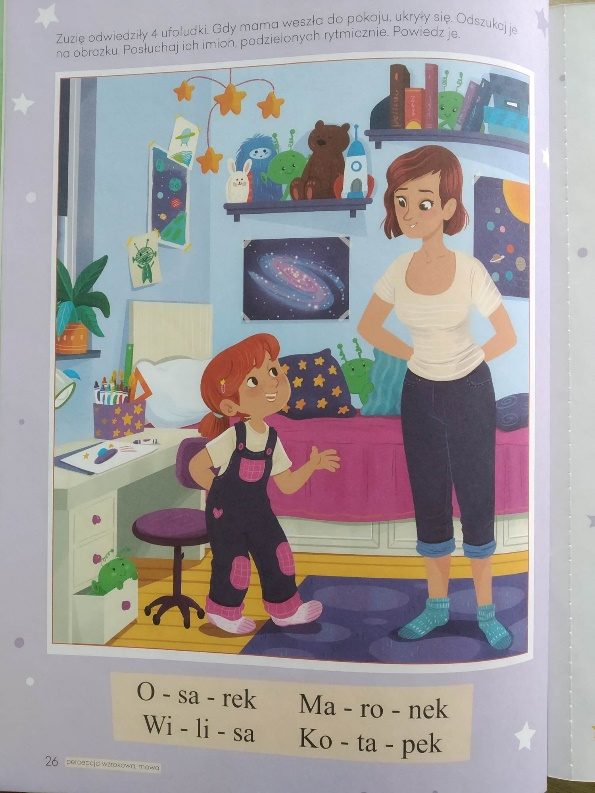 Zuzię odwiedziły 4 ufoludki. Gdy mama weszła do pokoju, ukryły się. Odszukaj je
na obrazku. Posłuchaj ich imion, podzielonych rytmicznie. Powiedz je.
O - sa - rek Ma - ro - nek
Wi - li - sa Ko - ta - pek
26 percepcja wzrokowa, mowa